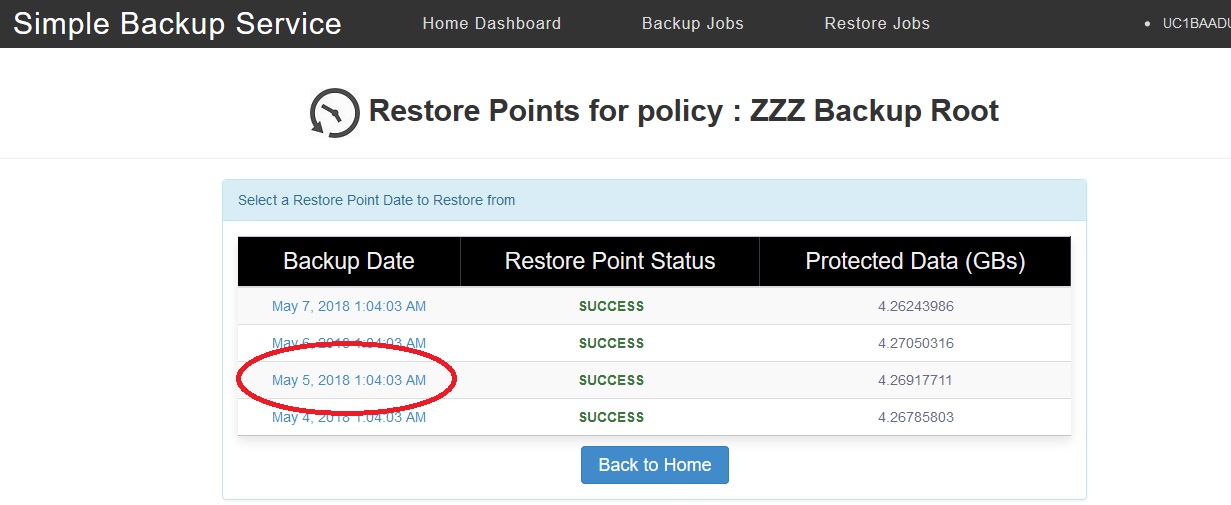 Simple Backup Service Home Dashboard Backup Jobs Restore Jobs • UC1BAADU
Restore Points for policy : ZZZ Backup Root
Select a Restore Point Date to Restore from
Backup Date Restore Point Status Protected Data (GBs)
May 7, 2018 1:04:03 AM SUCCESS 4.26243986
May 6, 2018 1:04:03 AM SUCCESS 4.27050316
May 5, 2018 1:04:03 AM SUCCESS 4.26917711
May 4, 2018 1:04:03 AM SUCCESS 4.26785803
Back to Home